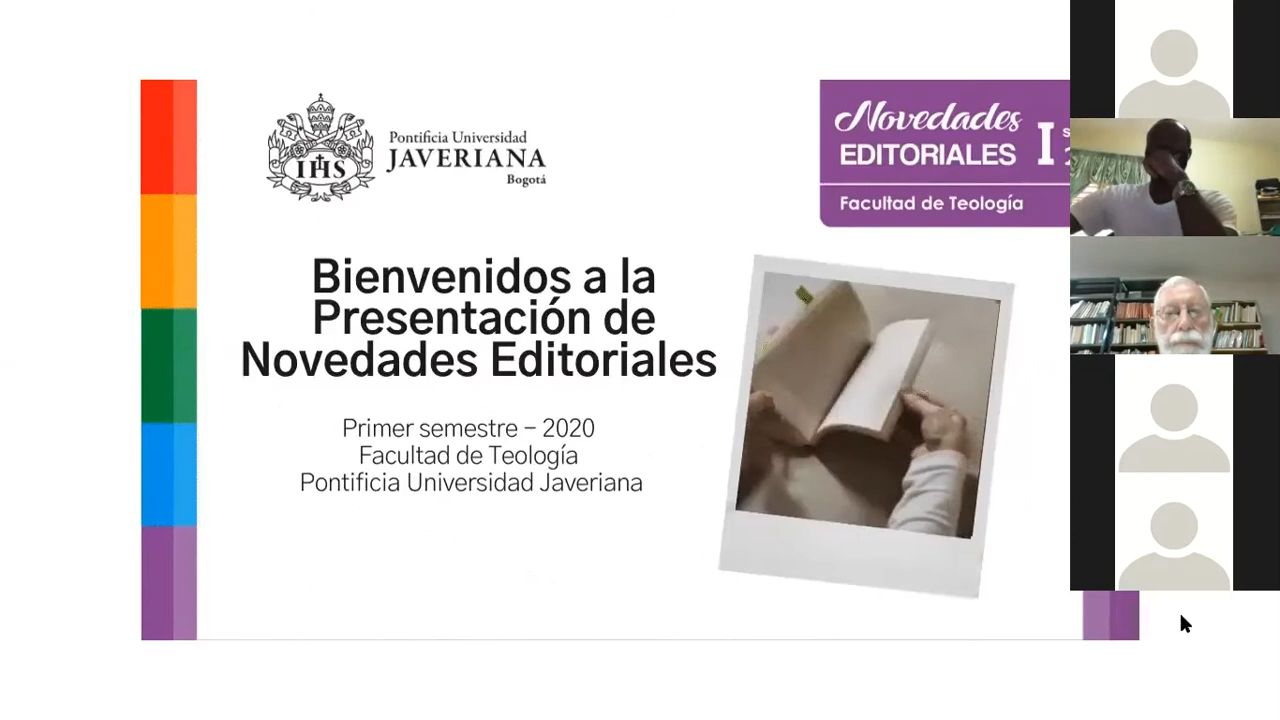 Pontificia Universidad
JAVERIANA
Bogotá
IHS
Novedades
EDITORIALES
I
Facultad de Teología
Bienvenidos a la
Presentación de
Novedades Editoriales
Primer semestre – 2020
Facultad de Teología
Pontificia Universidad Javeriana